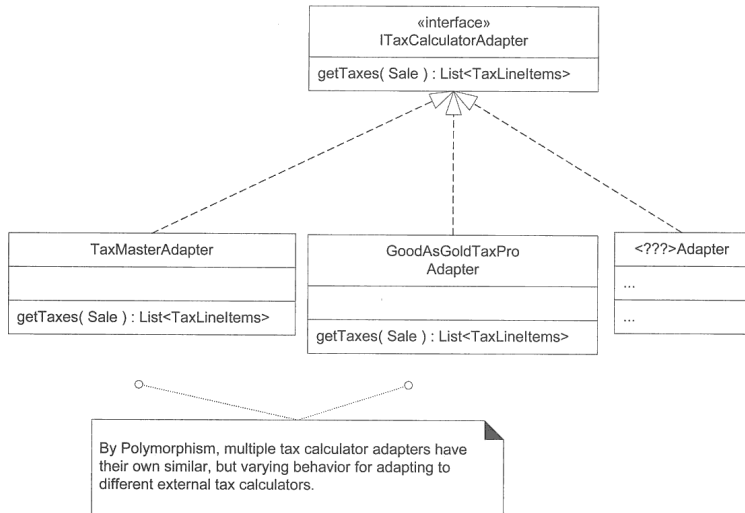 «interface»
ITaxCalculatorAdapter
getTaxes( Sale ) : List<TaxLineItems>
TaxMasterAdapter
getTaxes( Sale ) : List<TaxLineItems>
GoodAsGoldTaxPro
Adapter
getTaxes( Sale ) : List<TaxLineItems>
<???>Adapter
...
...
By Polymorphism, multiple tax calculator adapters have
their own similar, but varying behavior for adapting to
different external tax calculators.